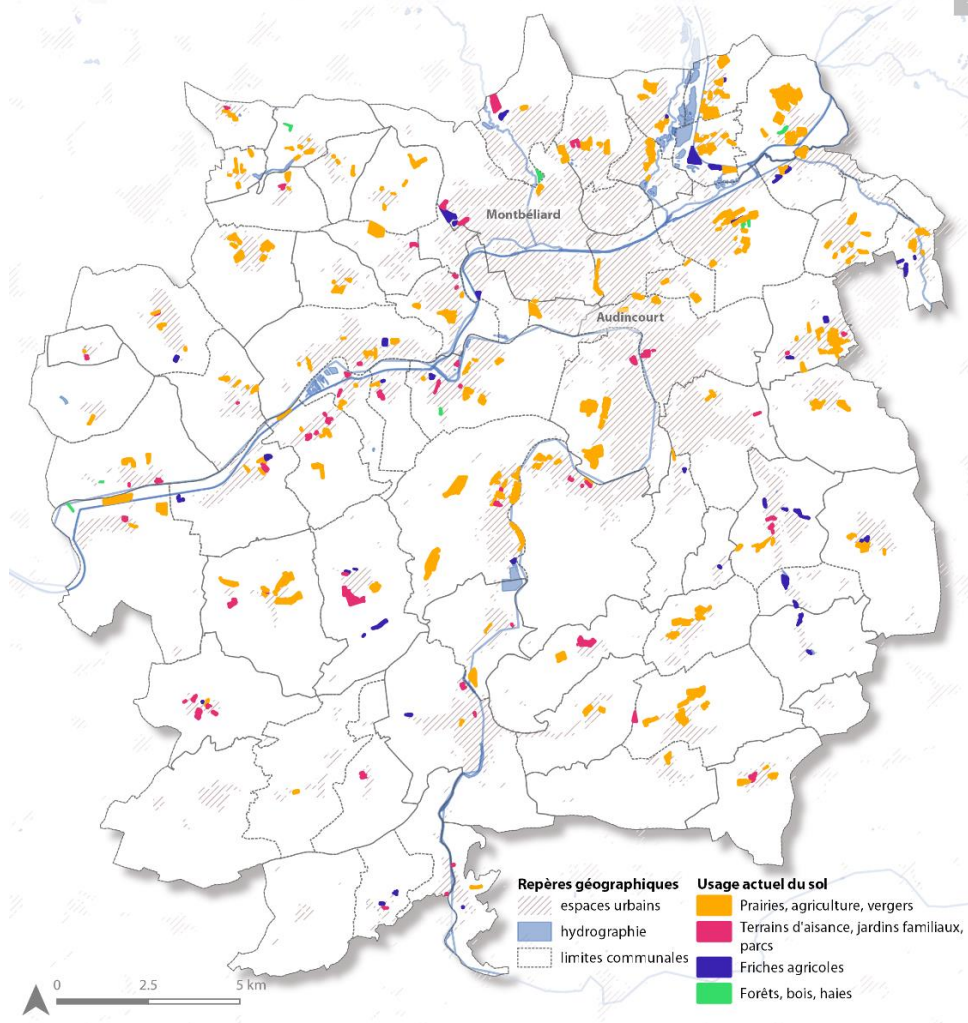 Montbéliard
Audincourt
Repères géographiques
espaces urbains
hydrographie
limites communales
Usage actuel du sol
Prairies, agriculture, vergers
Terrains d'aisance, jardins familiaux,
parcs
Friches agricoles
Forêts, bois, haies
0 2.5 5 km